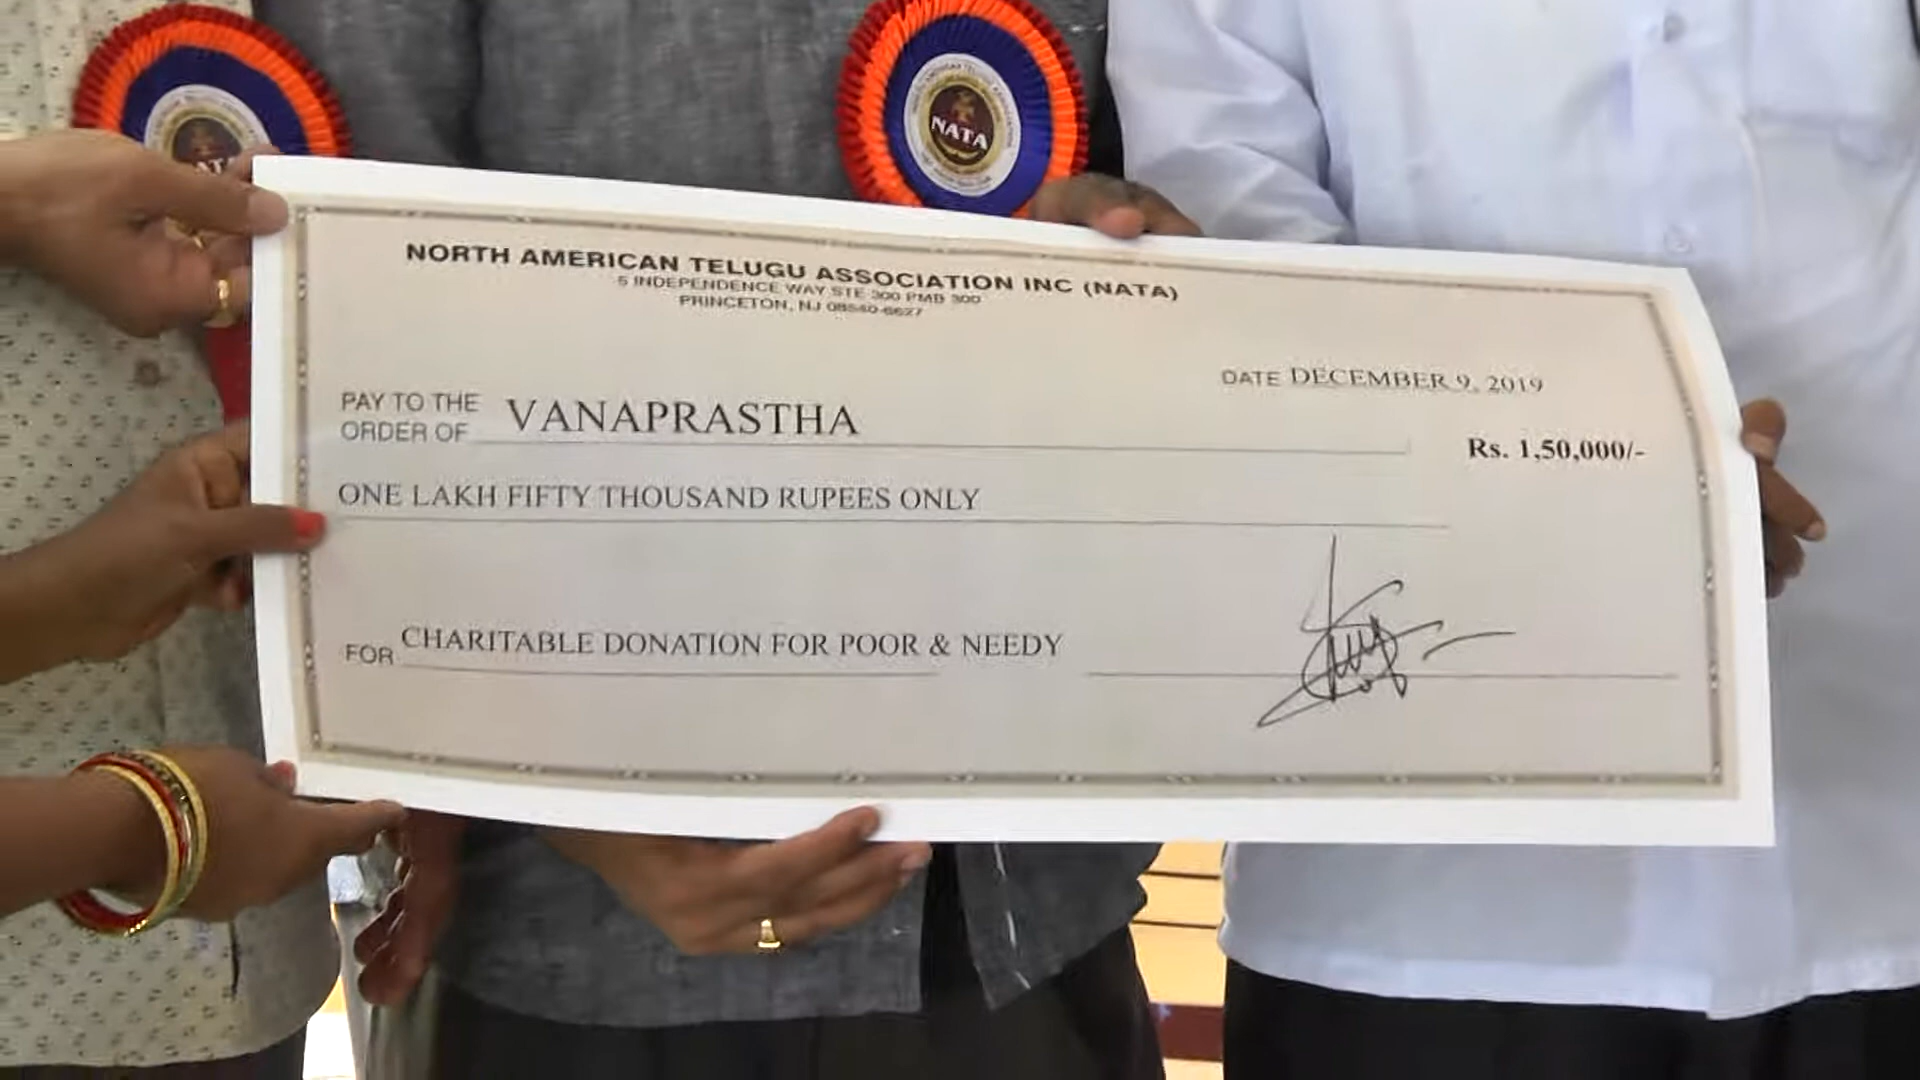 NATA
NORTH AMERICAN TELUGU ASSOCIATION INC (NATA)
5 INDEPENDENCE WAY STE 300 PMB 300
PRINCETON, NJ 08540-6627
DATE DECEMBER 9, 2019
PAY TO THE
ORDER OF VANAPRASTHA
Rs. 1,50,000/-
ONE LAKH FIFTY THOUSAND RUPEES ONLY
FOR CHARITABLE DONATION FOR POOR & NEEDY